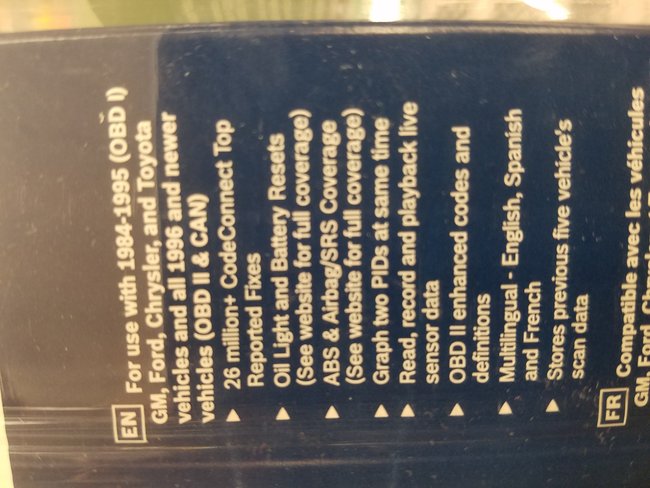 EN For use with 1984-1995 (OBD I)
GM, Ford, Chrysler, and Toyota
vehicles and all 1996 and newer
vehicles (OBD II & CAN)
▶ 26 million+ CodeConnect Top
Reported Fixes
▶ Oil Light and Battery Resets
(See website for full coverage)
▶ ABS & Airbag/SRS Coverage
(See website for full coverage)
▶ Graph two PIDs at same time
▶ Read, record and playback live
sensor data
▶ OBD II enhanced codes and
definitions
▶ Multilingual - English, Spanish
and French
▶ Stores previous five vehicle's
scan data
FR Compatible avec les véhicules
GM, Ford,